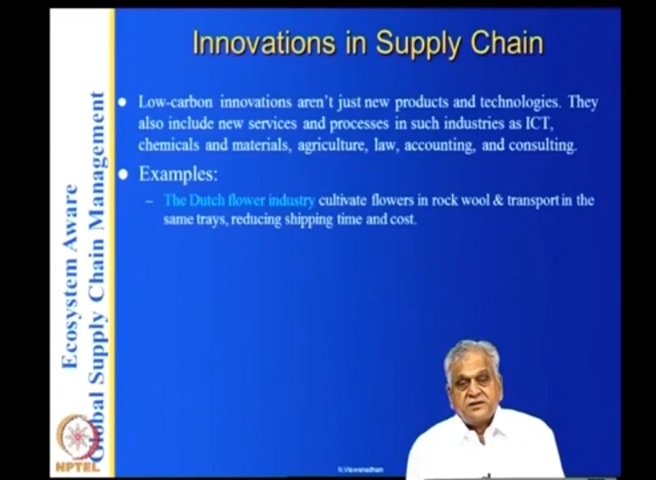 Innovations in Supply Chain
Low-carbon innovations aren't just new products and technologies. They
also include new services and processes in such industries as ICT,
chemicals and materials, agriculture, law, accounting, and consulting.
Examples:
– The Dutch flower industry cultivate flowers in rock wool & transport in the
same trays, reducing shipping time and cost.
Ecosystem Aware
Global Supply Chain Management
NPTEL
N.Viswanadham